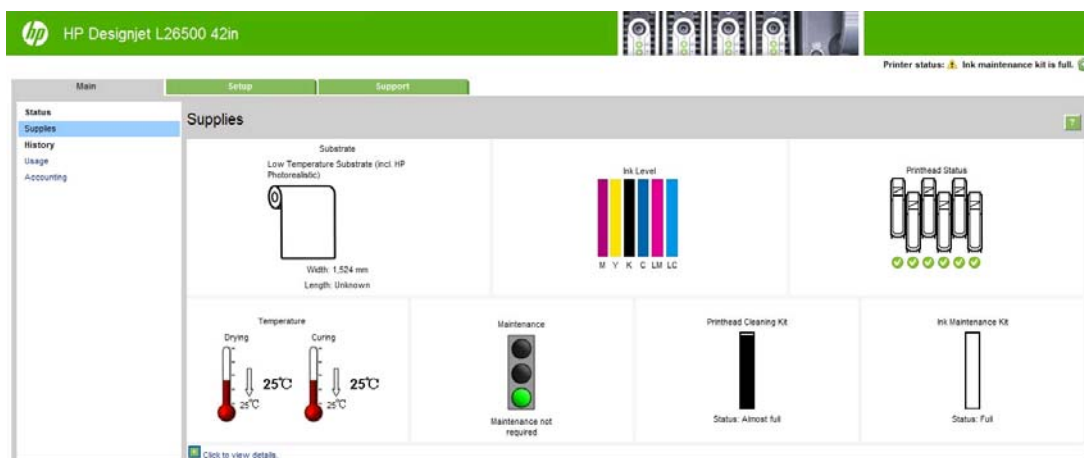 hp HP Designjet L26500 42in
Printer status: Ink maintenance kit is full.
Main Setup Support
Status
Supplies
History
Usage
Accounting
Supplies
?
Substrate
Low Temperature Substrate (incl. HP
Photorealistic)
Width: 1,524 mm
Length: Unknown
Ink Level
M Y K C LM LC
Printhead Status
Temperature
Drying Curing
25°C 25°C
25°C 25°C
Maintenance
Maintenance not
required
Printhead Cleaning Kit
Status: Almost full
Ink Maintenance Kit
Status: Full
Click to view details.